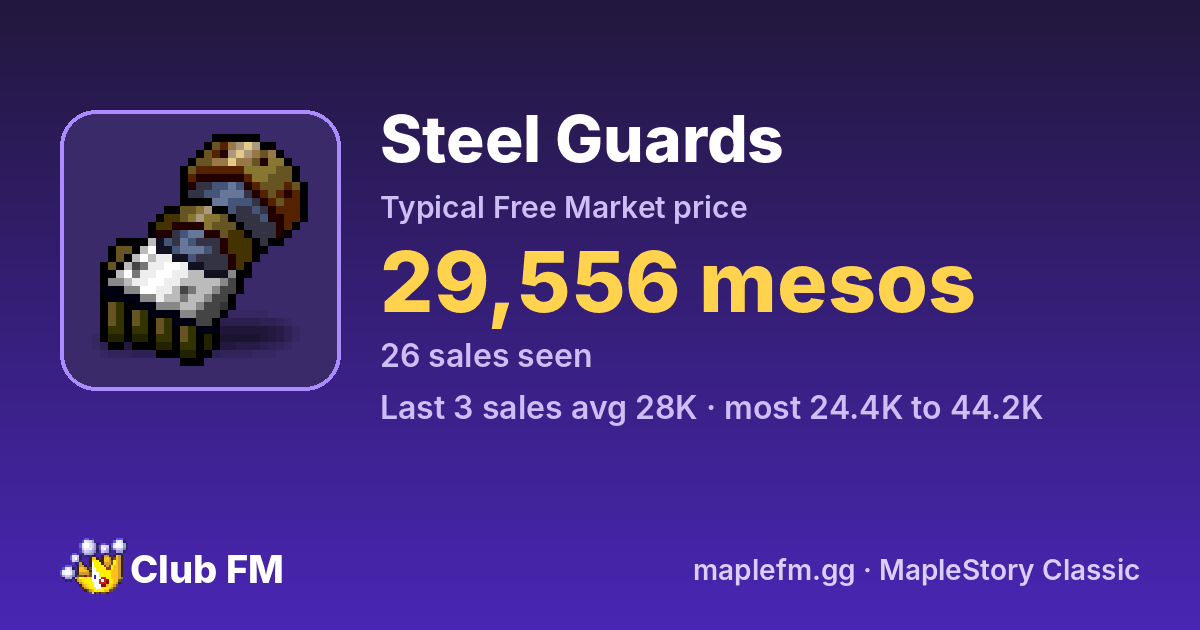 Steel Guards
Typical Free Market price
29,556 mesos
26 sales seen
Last 3 sales avg 28K · most 24.4K to 44.2K
Club FM
maplefm.gg · MapleStory Classic